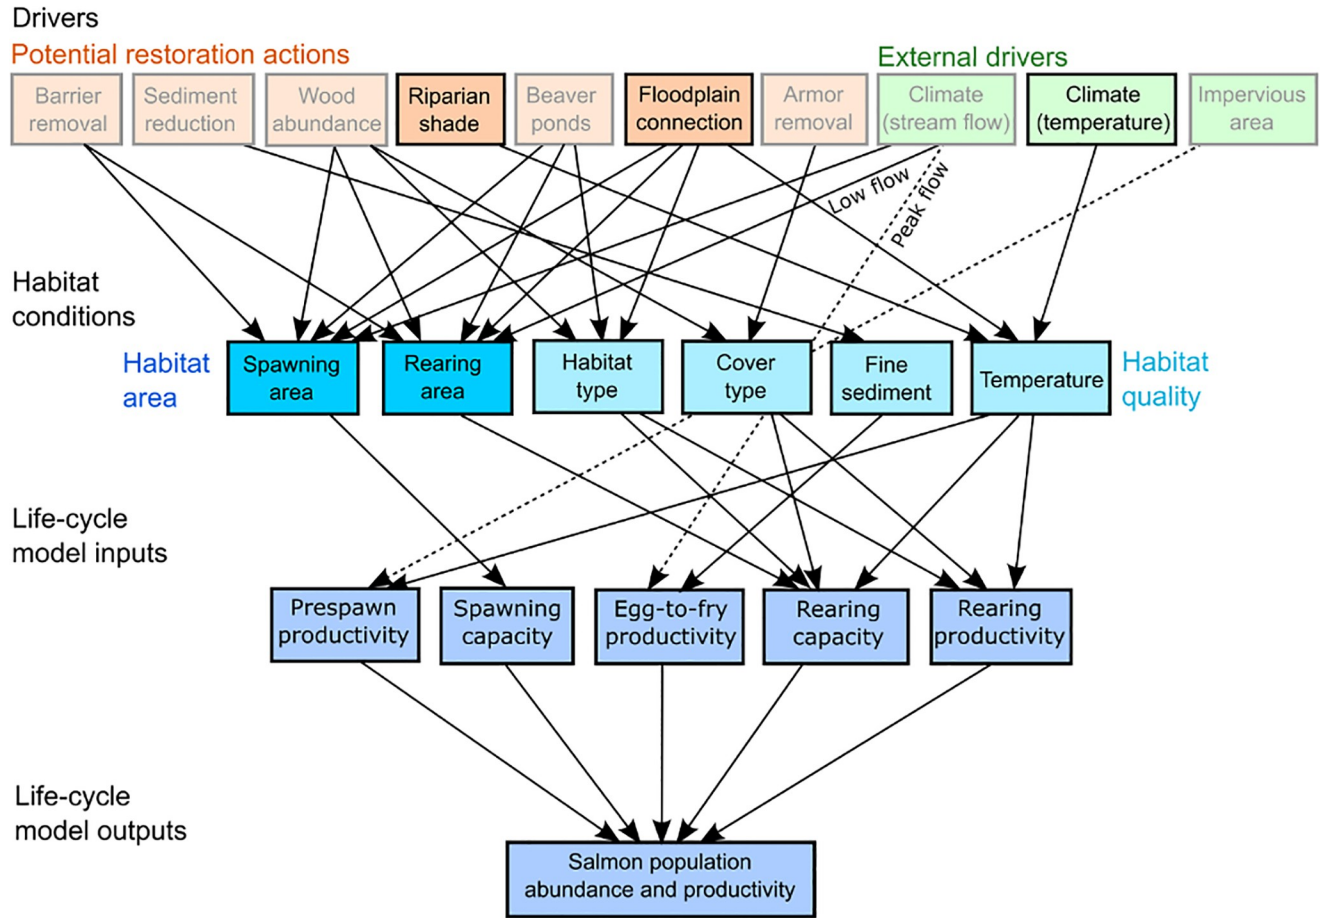 Drivers
Potential restoration actions
External drivers
Barrier
removal
Sediment
reduction
Wood
abundance
Riparian
shade
Beaver
ponds
Floodplain
connection
Armor
removal
Climate
(stream flow)
Climate
(temperature)
Impervious
area
Low flow
Peak flow
Habitat
conditions
Habitat
area
Spawning
area
Rearing
area
Habitat
type
Cover
type
Fine
sediment
Temperature
Habitat
quality
Life-cycle
model inputs
Prespawn
productivity
Spawning
capacity
Egg-to-fry
productivity
Rearing
capacity
Rearing
productivity
Life-cycle
model outputs
Salmon population
abundance and productivity